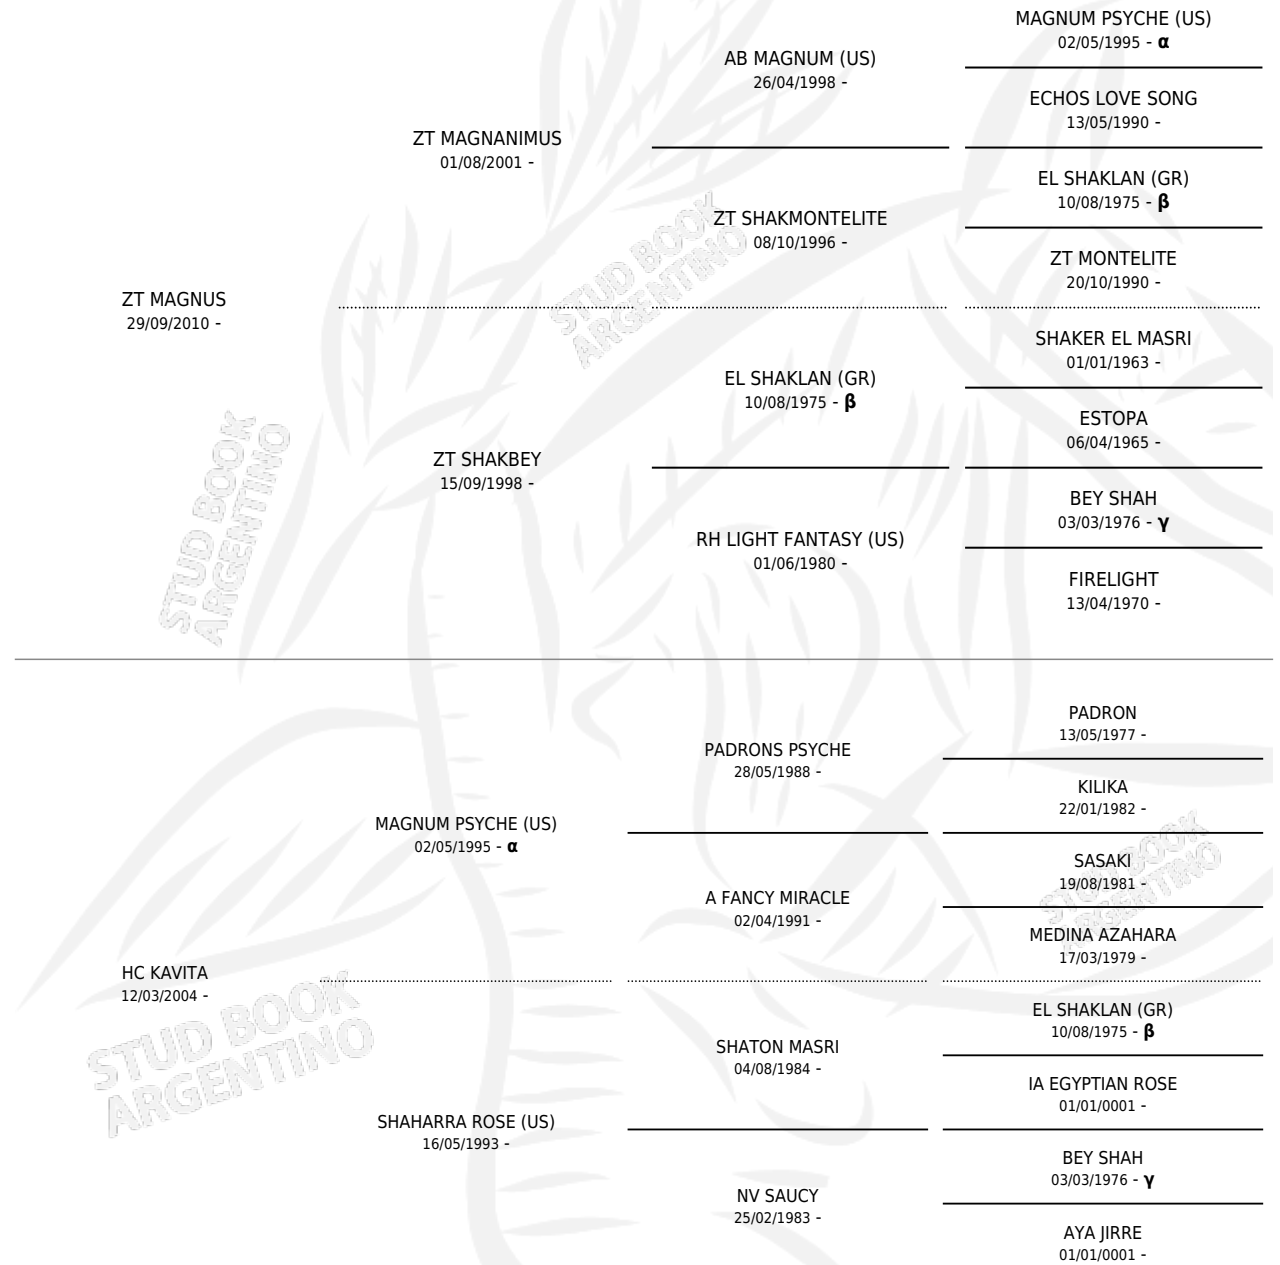 MAGNUM PSYCHE (US)
02/05/1995 - α
AB MAGNUM (US)
26/04/1998 -
ECHOS LOVE SONG
13/05/1990 -
ZT MAGNANIMUS
01/08/2001 -
EL SHAKLAN (GR)
10/08/1975 - β
ZT SHAKMONTELITE
08/10/1996 -
ZT MONTELITE
20/10/1990 -
ZT MAGNUS
29/09/2010 -
SHAKER EL MASRI
01/01/1963 -
EL SHAKLAN (GR)
10/08/1975 - β
ESTOPA
06/04/1965 -
ZT SHAKBEY
15/09/1998 -
BEY SHAH
03/03/1976 - γ
RH LIGHT FANTASY (US)
01/06/1980 -
FIRELIGHT
13/04/1970 -
PADRON
13/05/1977 -
PADRONS PSYCHE
28/05/1988 -
KILIKA
22/01/1982 -
MAGNUM PSYCHE (US)
02/05/1995 - α
SASAKI
19/08/1981 -
A FANCY MIRACLE
02/04/1991 -
MEDINA AZAHARA
17/03/1979 -
HC KAVITA
12/03/2004 -
EL SHAKLAN (GR)
10/08/1975 - β
SHATON MASRI
04/08/1984 -
IA EGYPTIAN ROSE
01/01/0001 -
SHAHARRA ROSE (US)
16/05/1993 -
BEY SHAH
03/03/1976 - γ
NV SAUCY
25/02/1983 -
AYA JIRRE
01/01/0001 -
STUD BOOK
ARGENTINO
STUD BOOK
ARGENTINO
STUD BOOK
ARGENTINO
STUD BOOK
ARGENTINO